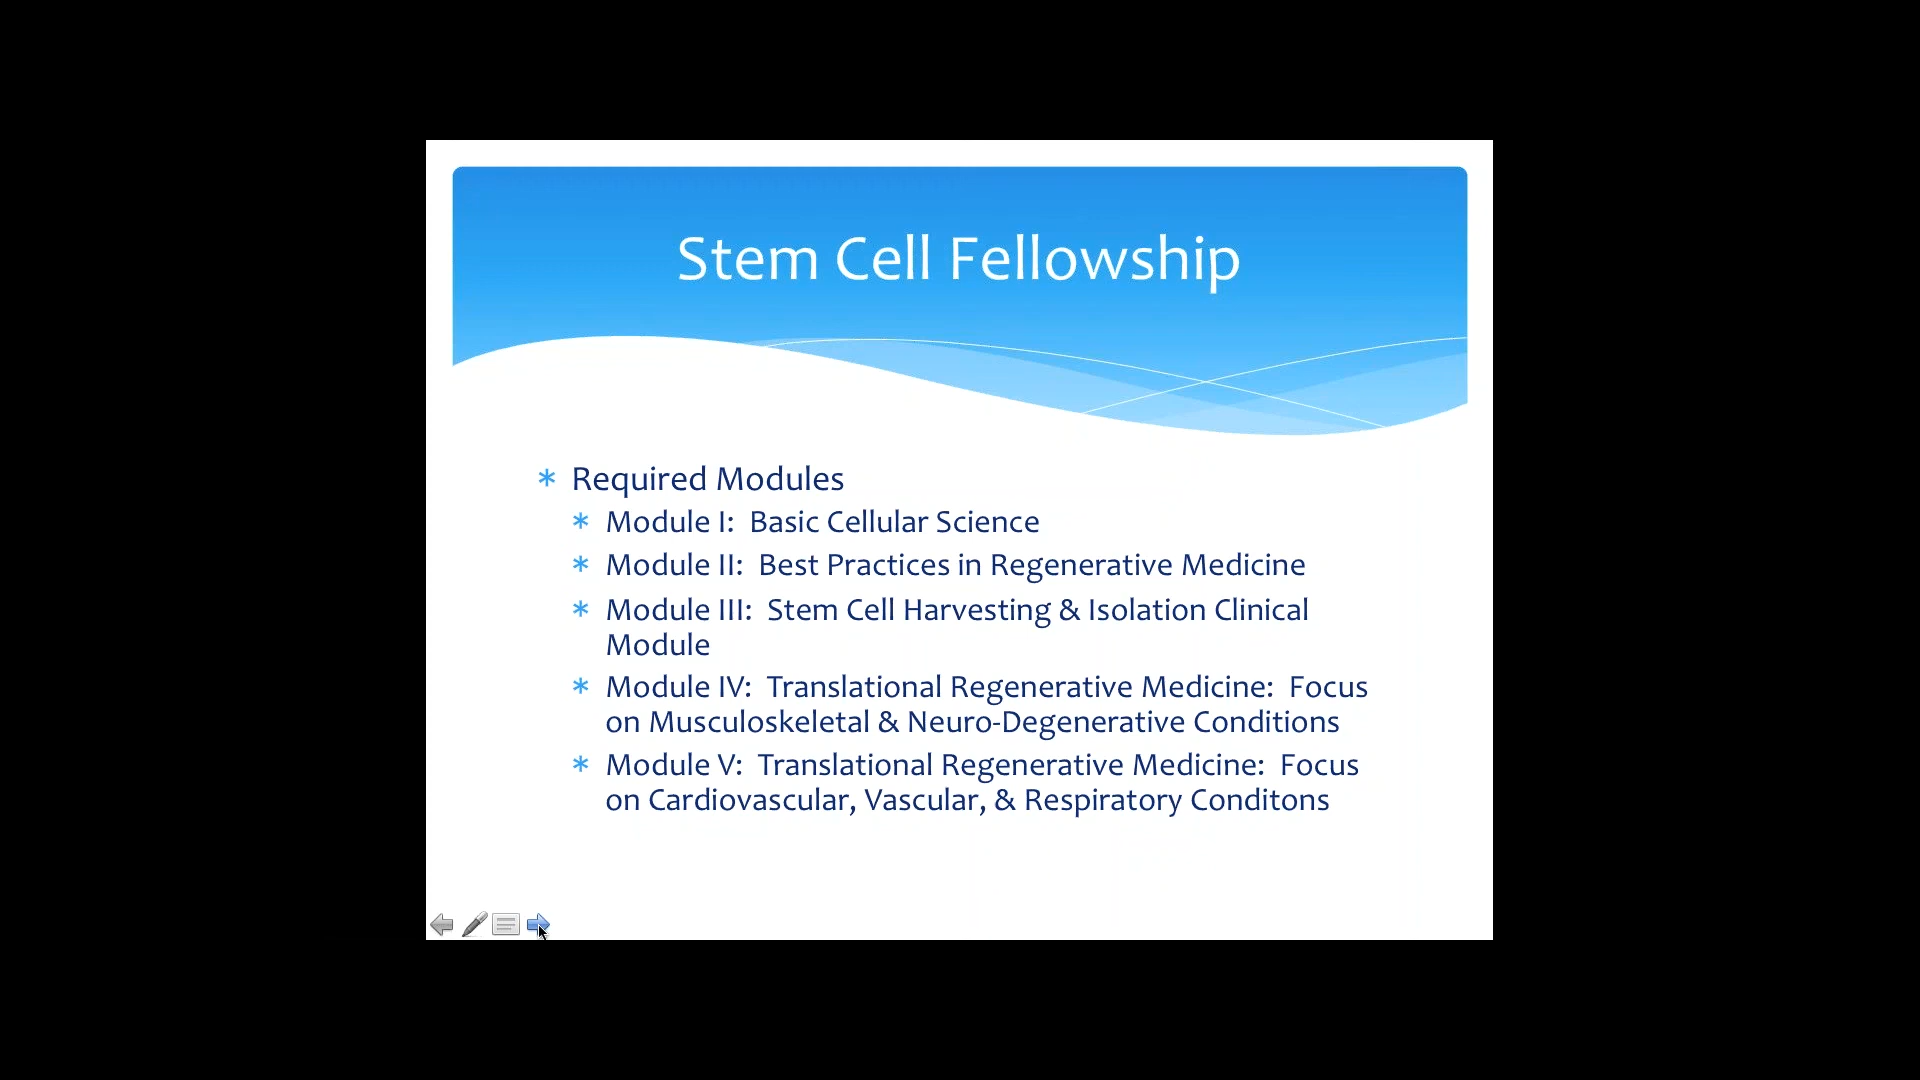 Stem Cell Fellowship
* Required Modules
* Module I:  Basic Cellular Science
* Module II:  Best Practices in Regenerative Medicine
* Module III:  Stem Cell Harvesting & Isolation Clinical
Module
* Module IV:  Translational Regenerative Medicine:  Focus
on Musculoskeletal & Neuro-Degenerative Conditions
* Module V:  Translational Regenerative Medicine:  Focus
on Cardiovascular, Vascular, & Respiratory Conditons